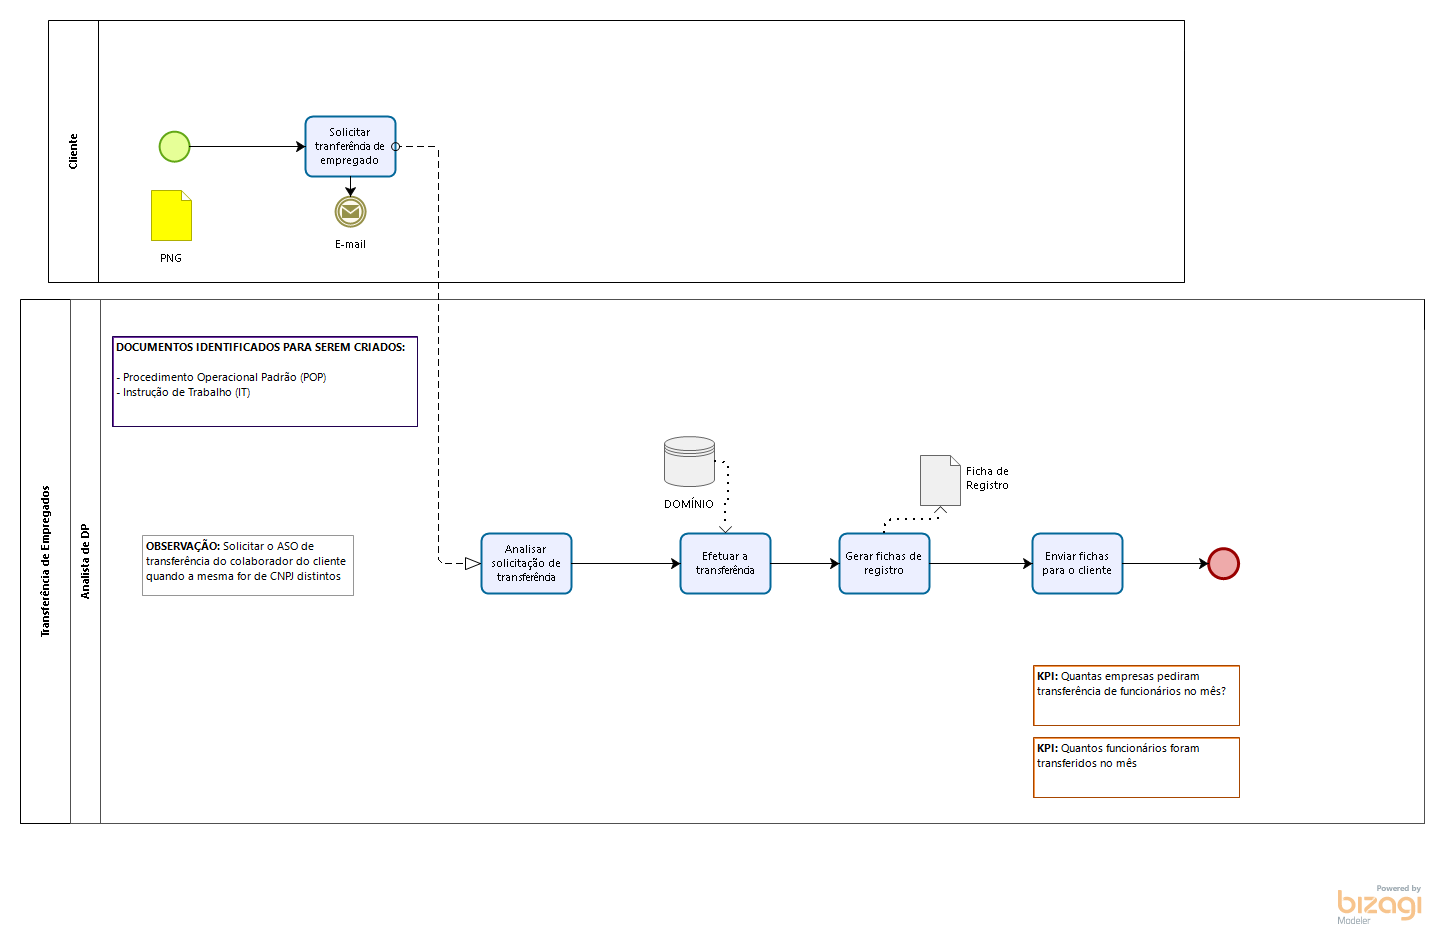 Cliente
Solicitar
tranferência de
empregado
PNG
E-mail
Transferência de Empregados
Analista de DP
DOCUMENTOS IDENTIFICADOS PARA SEREM CRIADOS:
- Procedimento Operacional Padrão (POP)
- Instrução de Trabalho (IT)
DOMÍNIO
Ficha de
Registro
OBSERVAÇÃO: Solicitar o ASO de
transferência do colaborador do cliente
quando a mesma for de CNPJ distintos
Analisar
solicitação de
transferência
Efetuar a
transferência
Gerar fichas de
registro
Enviar fichas
para o cliente
KPI: Quantas empresas pediram
transferência de funcionários no mês?
KPI: Quantos funcionários foram
transferidos no mês
Powered by
bizagi
Modeler